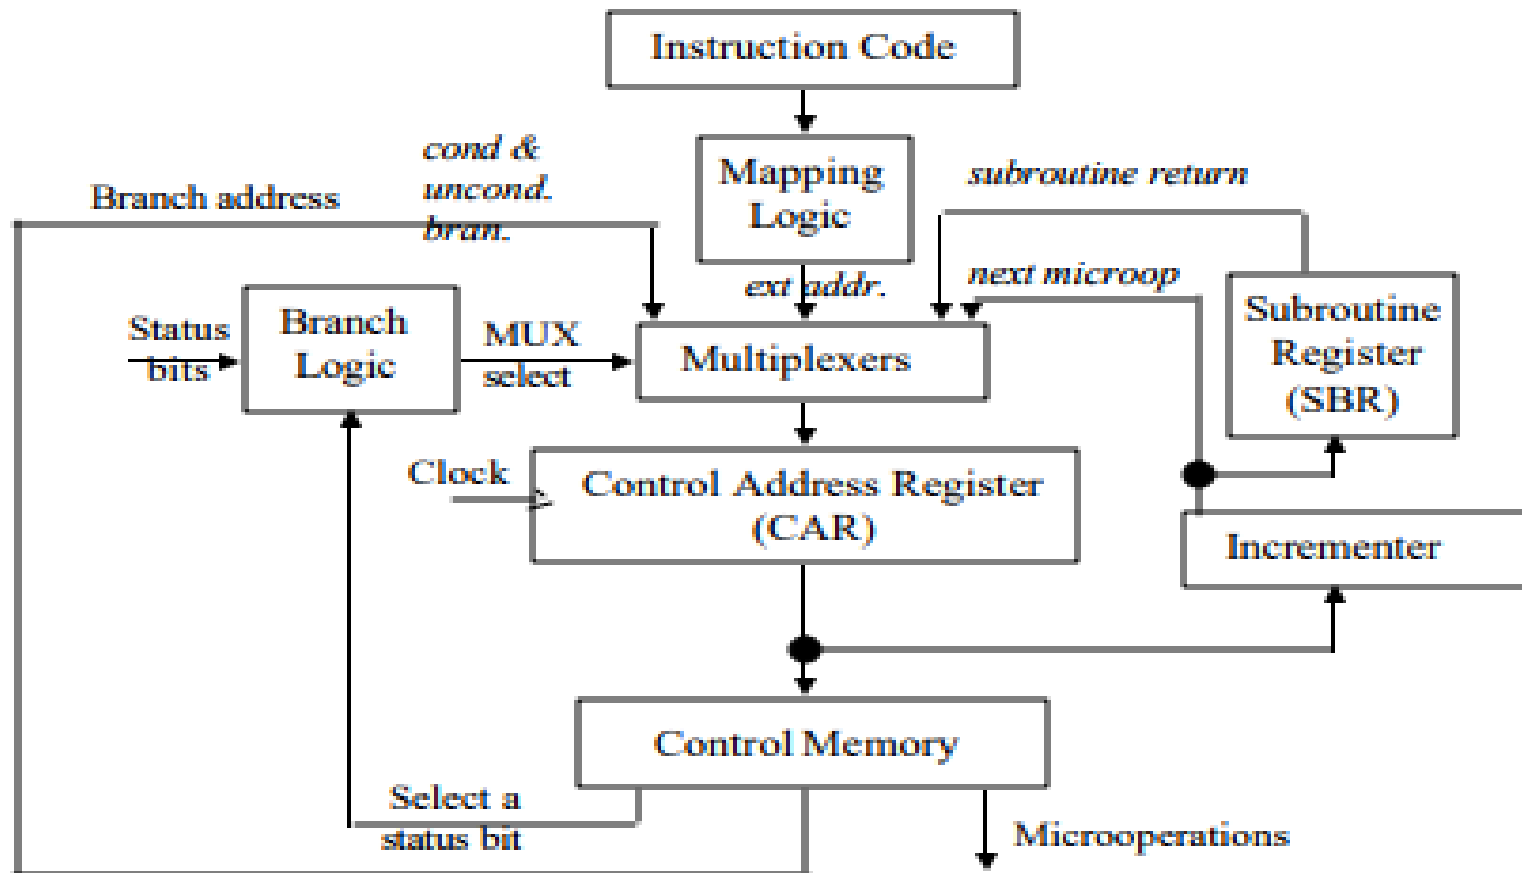 Instruction Code
cond &
uncond.
bran.
Branch address
Mapping
Logic
subroutine return
ext addr.
next microop
Status
bits
Branch
Logic
MUX
select
Multiplexers
Subroutine
Register
(SBR)
Clock
Control Address Register
(CAR)
Incrementer
Control Memory
Select a
status bit
Microoperations